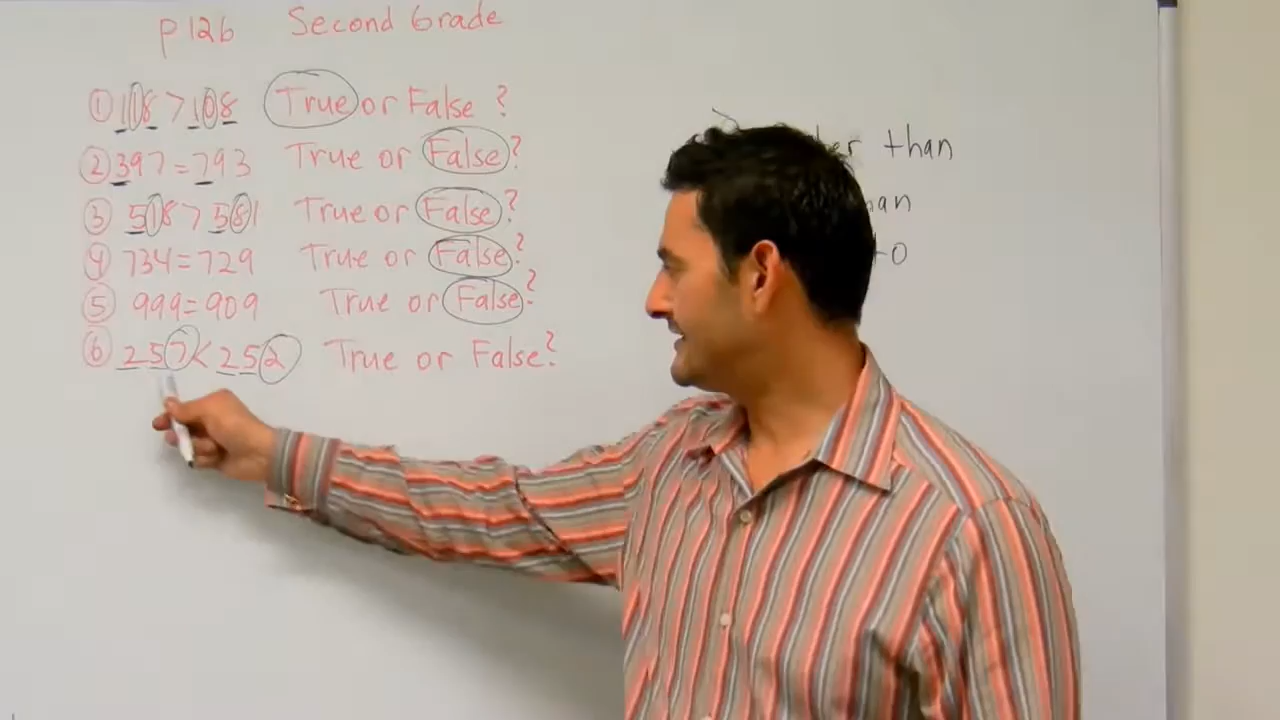 p126 Second Grade
① 118 > 108 True or False ?
② 397 = 793 True or False ?
③ 518 > 581 True or False ?
④ 734 = 729 True or False ?
⑤ 999 = 909 True or False ?
⑥ 257 < 252 True or False ?
than